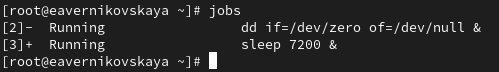 [root@eavernikovskaya ~]# jobs
[2]-  Running                 dd if=/dev/zero of=/dev/null &
[3]+  Running                 sleep 7200 &
[root@eavernikovskaya ~]#